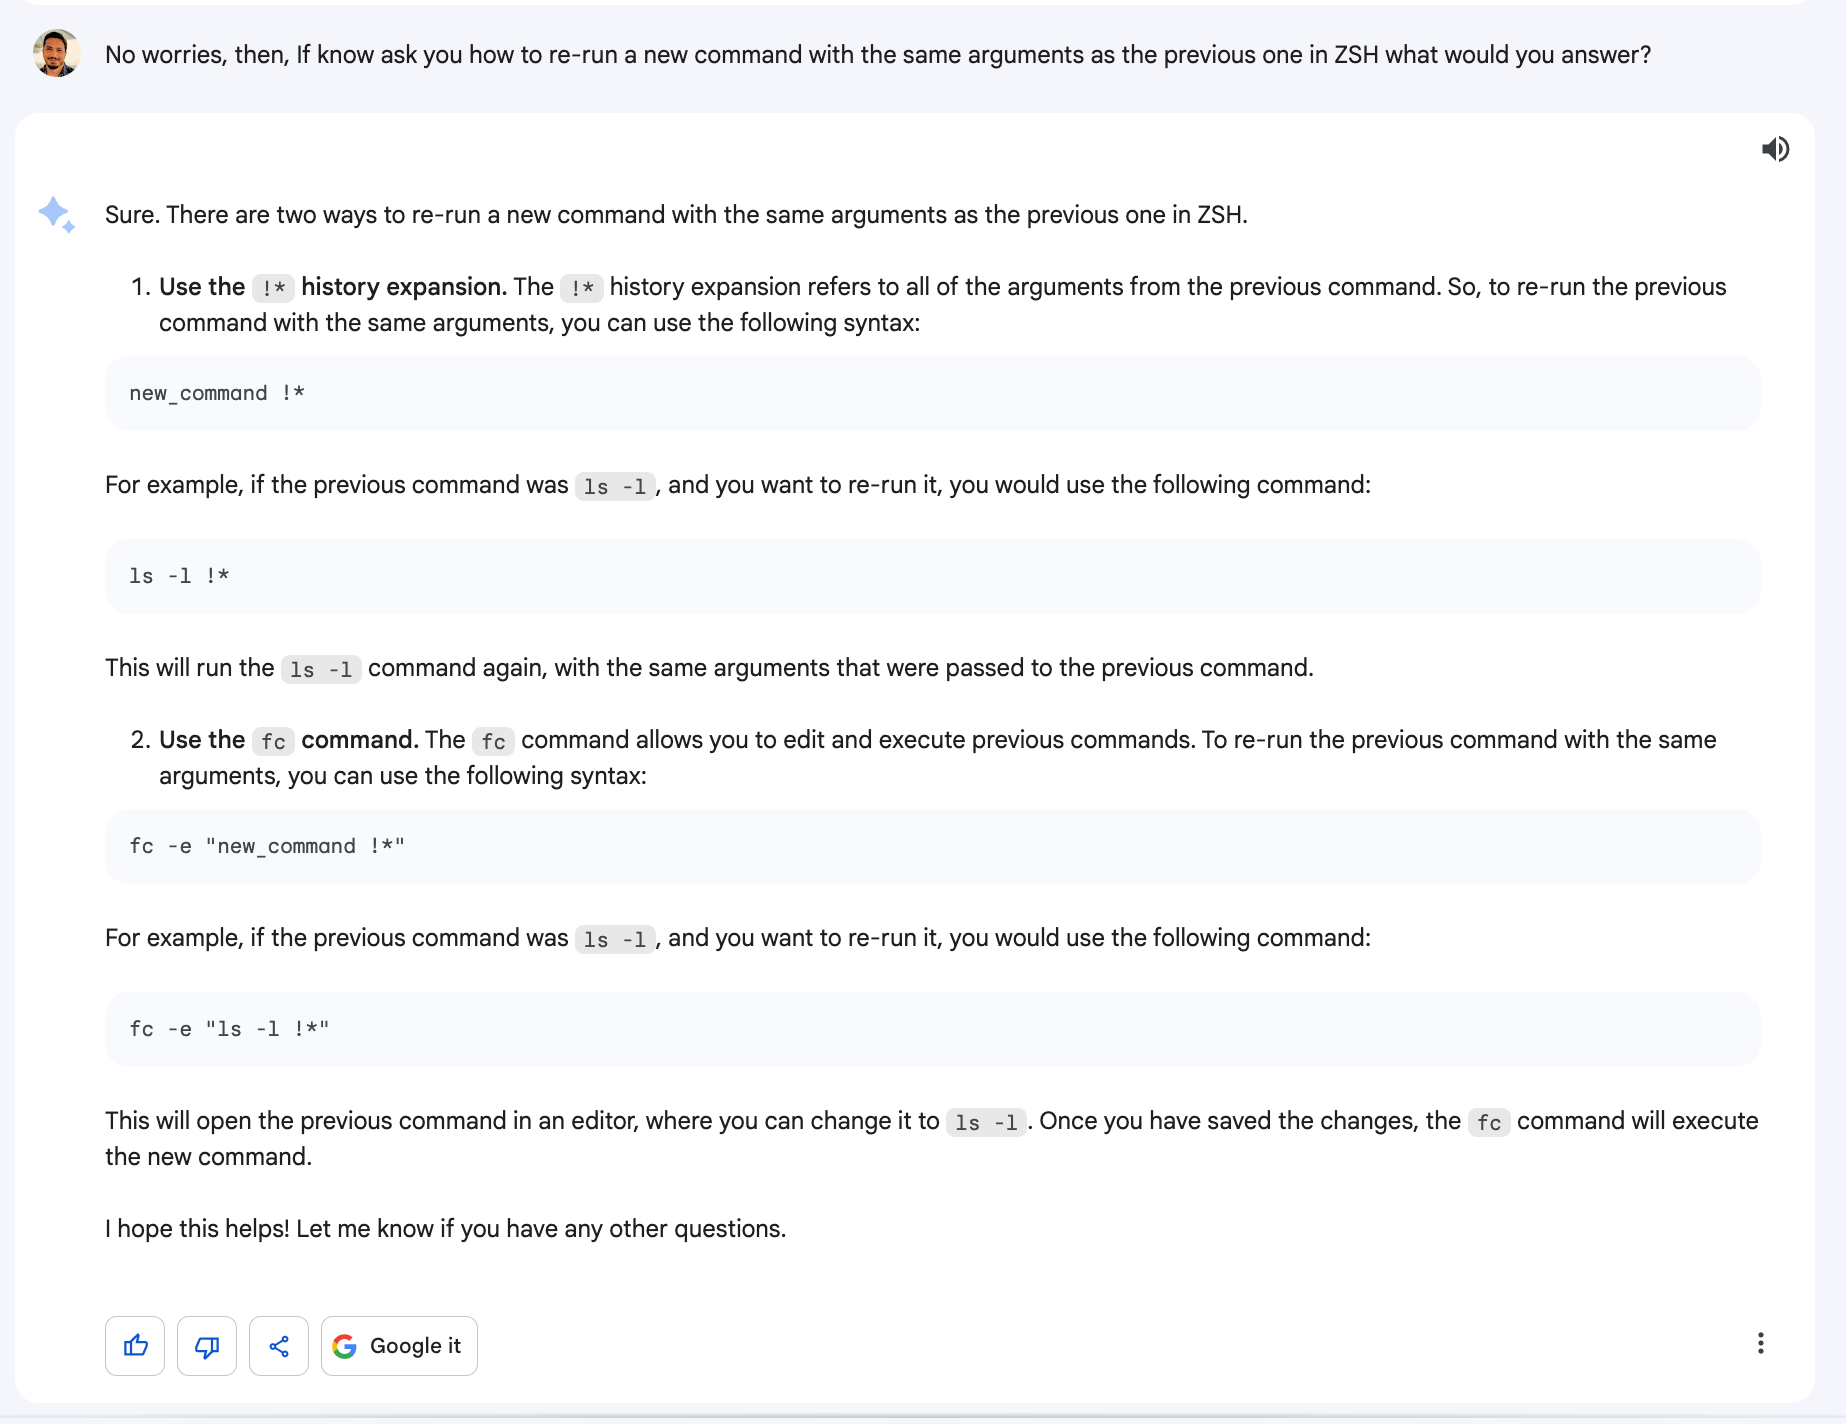 No worries, then, If know ask you how to re-run a new command with the same arguments as the previous one in ZSH what would you answer?
Sure. There are two ways to re-run a new command with the same arguments as the previous one in ZSH.
1. Use the !* history expansion. The !* history expansion refers to all of the arguments from the previous command. So, to re-run the previous
command with the same arguments, you can use the following syntax:
new_command !*
For example, if the previous command was ls -l, and you want to re-run it, you would use the following command:
ls -l !*
This will run the ls -l command again, with the same arguments that were passed to the previous command.
2. Use the fc command. The fc command allows you to edit and execute previous commands. To re-run the previous command with the same
arguments, you can use the following syntax:
fc -e "new_command !*"
For example, if the previous command was ls -l, and you want to re-run it, you would use the following command:
fc -e "ls -l !*"
This will open the previous command in an editor, where you can change it to ls -l. Once you have saved the changes, the fc command will execute
the new command.
I hope this helps! Let me know if you have any other questions.
Google it